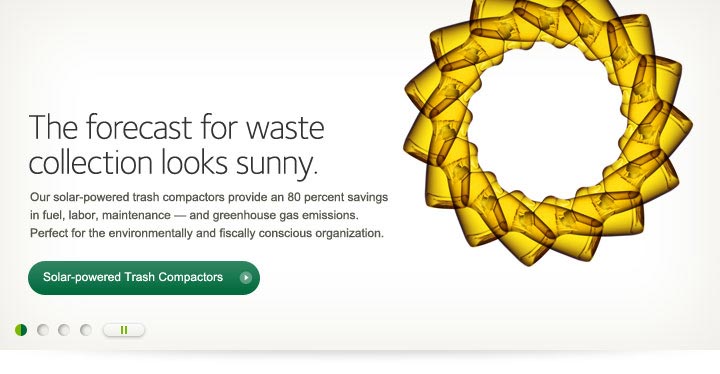 The forecast for waste
collection looks sunny.
Our solar-powered trash compactors provide an 80 percent savings
in fuel, labor, maintenance — and greenhouse gas emissions.
Perfect for the environmentally and fiscally conscious organization.
Solar-powered Trash Compactors